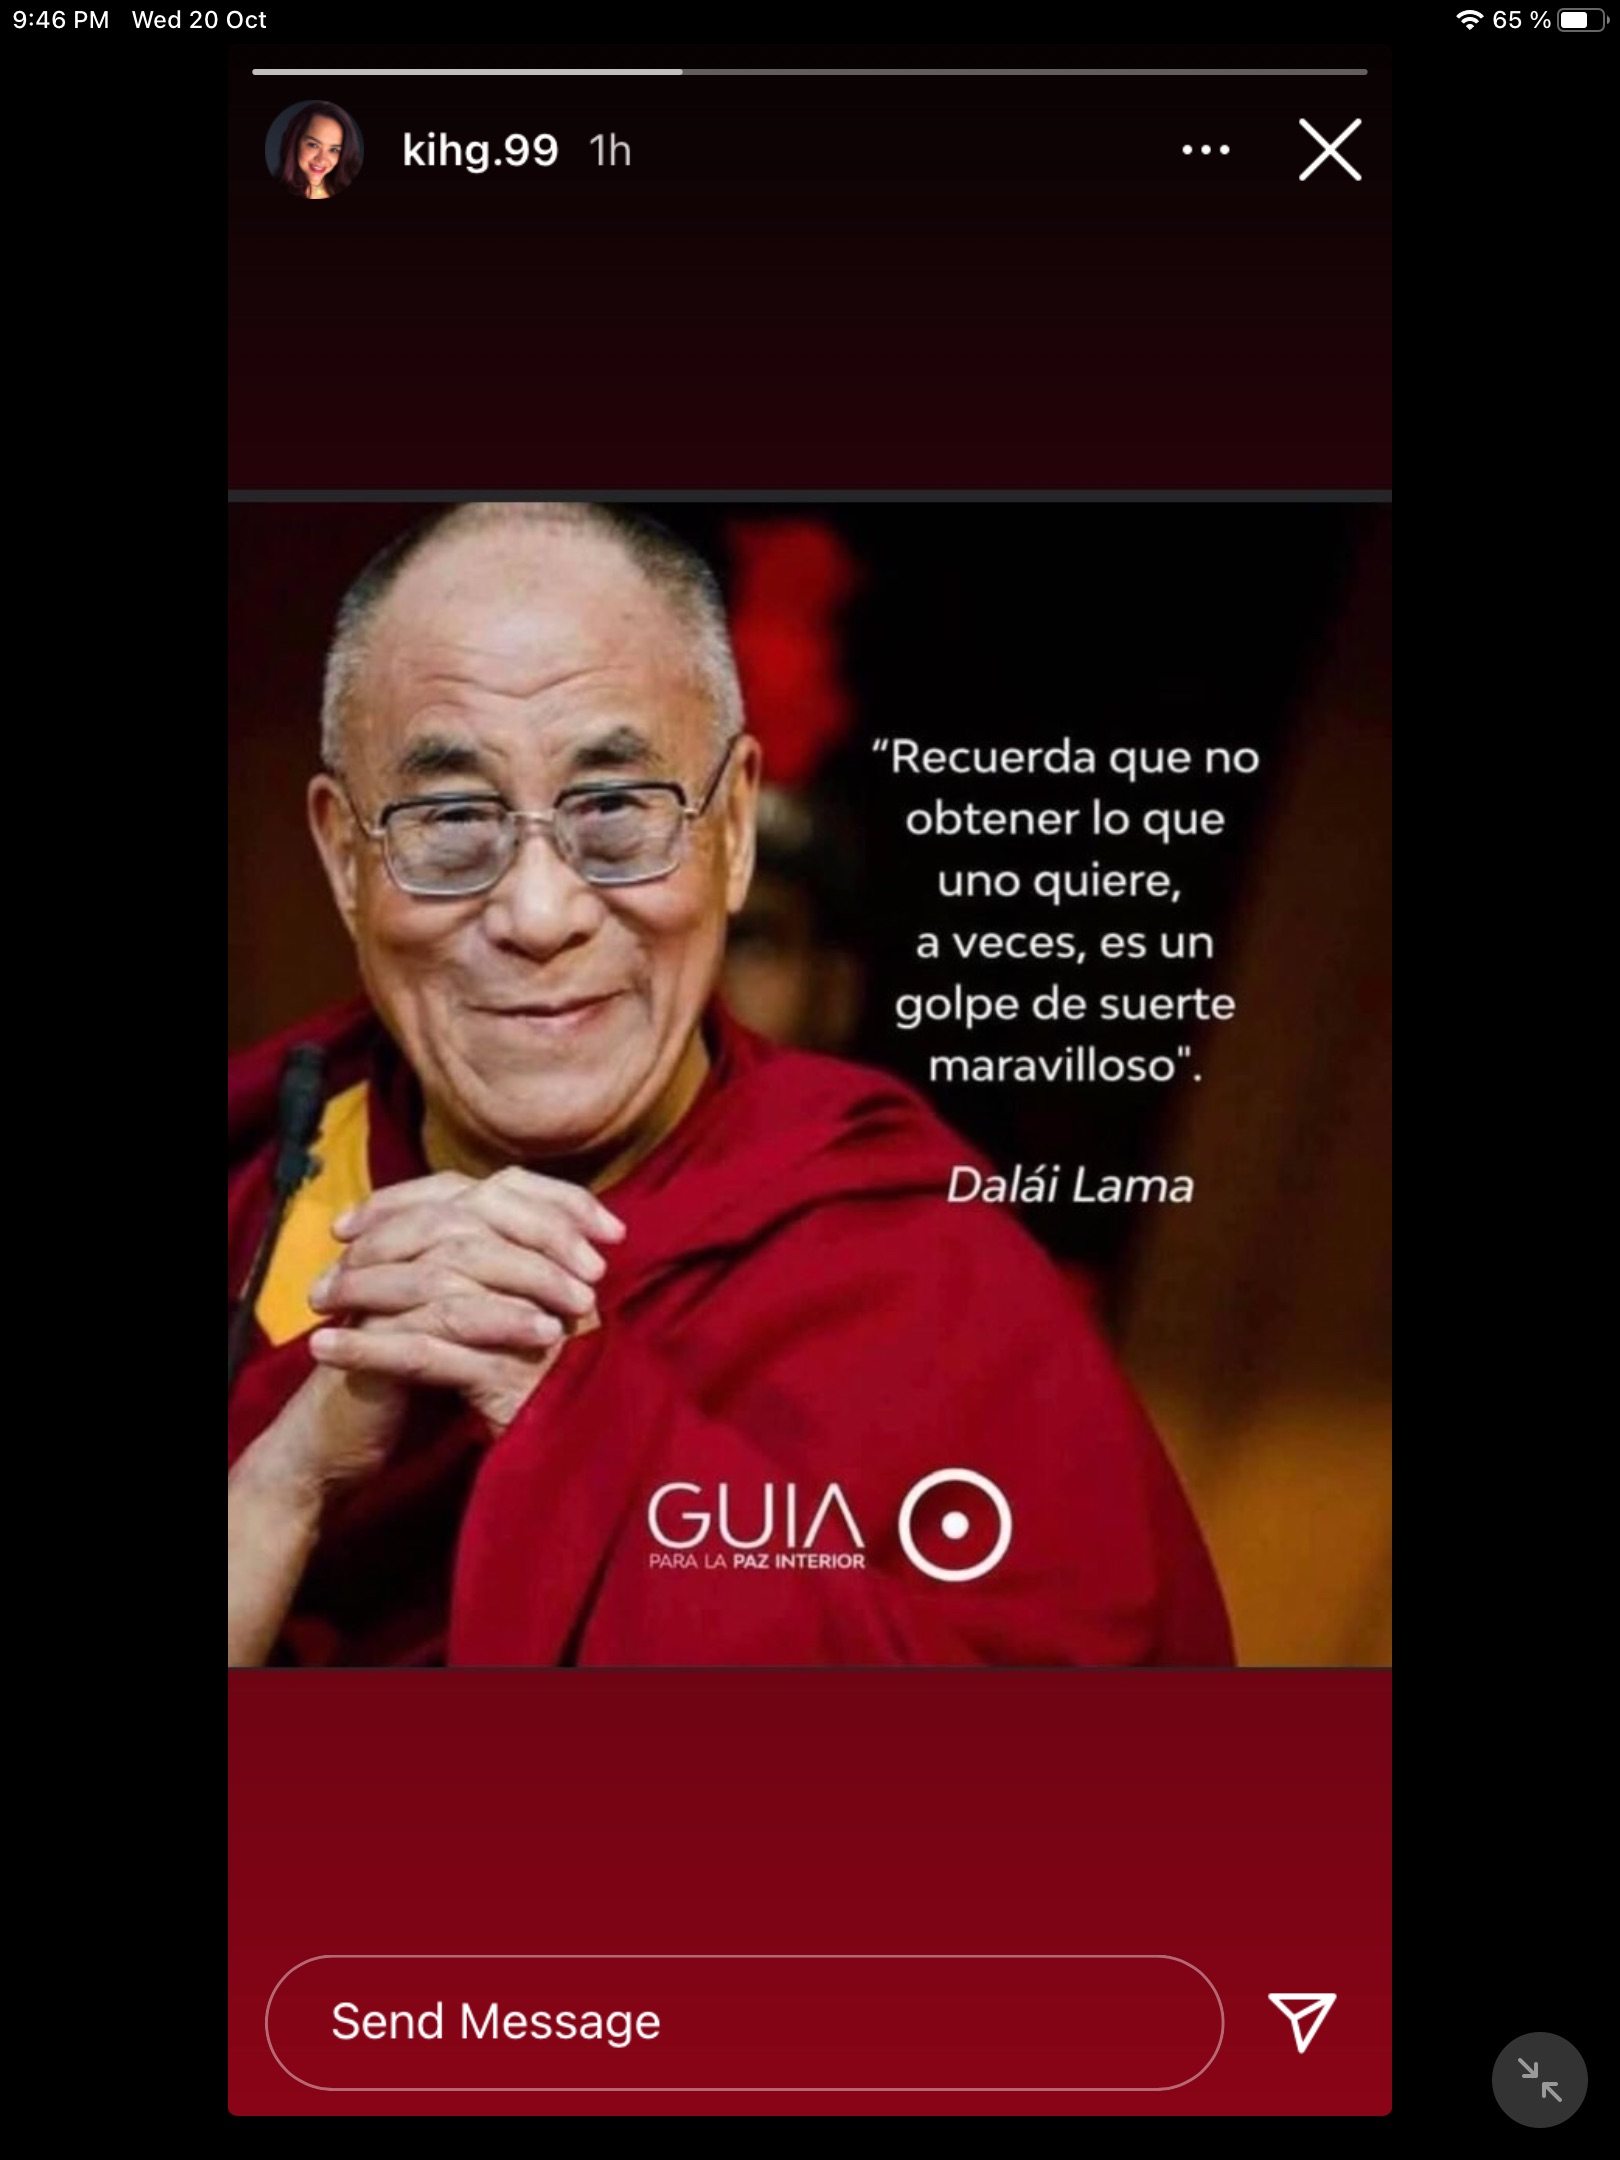 9:46 PM Wed 20 Oct
65 %
kihg.99 1h
“Recuerda que no
obtener lo que
uno quiere,
a veces, es un
golpe de suerte
maravilloso".
Dalái Lama
GUIA
PARA LA PAZ INTERIOR
Send Message